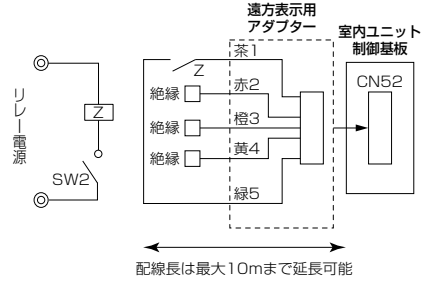 遠方表示用
アダプター
室内ユニット
制御基板
茶1
Z
CN52
絶縁
赤2
リレー電源
Z
絶縁
橙3
絶縁
黄4
SW2
緑5
配線長は最大10mまで延長可能